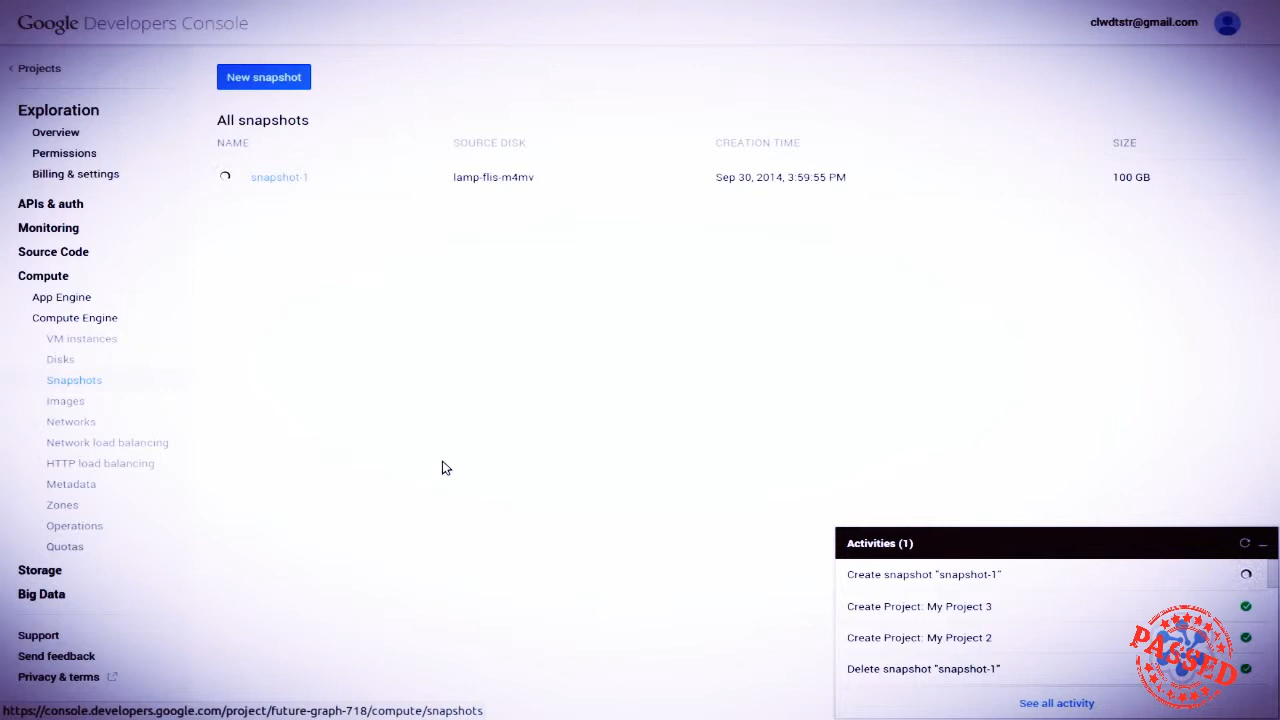 Google Developers Console
clwdtstr@gmail.com
Projects
New snapshot
Exploration
Overview
Permissions
Billing & settings
APIs & auth
Monitoring
Source Code
Compute
App Engine
Compute Engine
VM instances
Disks
Snapshots
Images
Networks
Network load balancing
HTTP load balancing
Metadata
Zones
Operations
Quotas
Storage
Big Data
Support
Send feedback
Privacy & terms
All snapshots
NAME SOURCE DISK CREATION TIME SIZE
snapshot-1 lamp-flis-m4mv Sep 30, 2014, 3:59:55 PM 100 GB
Activities (1)
Create snapshot "snapshot-1"
Create Project: My Project 3
Create Project: My Project 2
Delete snapshot "snapshot-1"
See all activity
PASSED
https://console.developers.google.com/project/future-graph-718/compute/snapshots